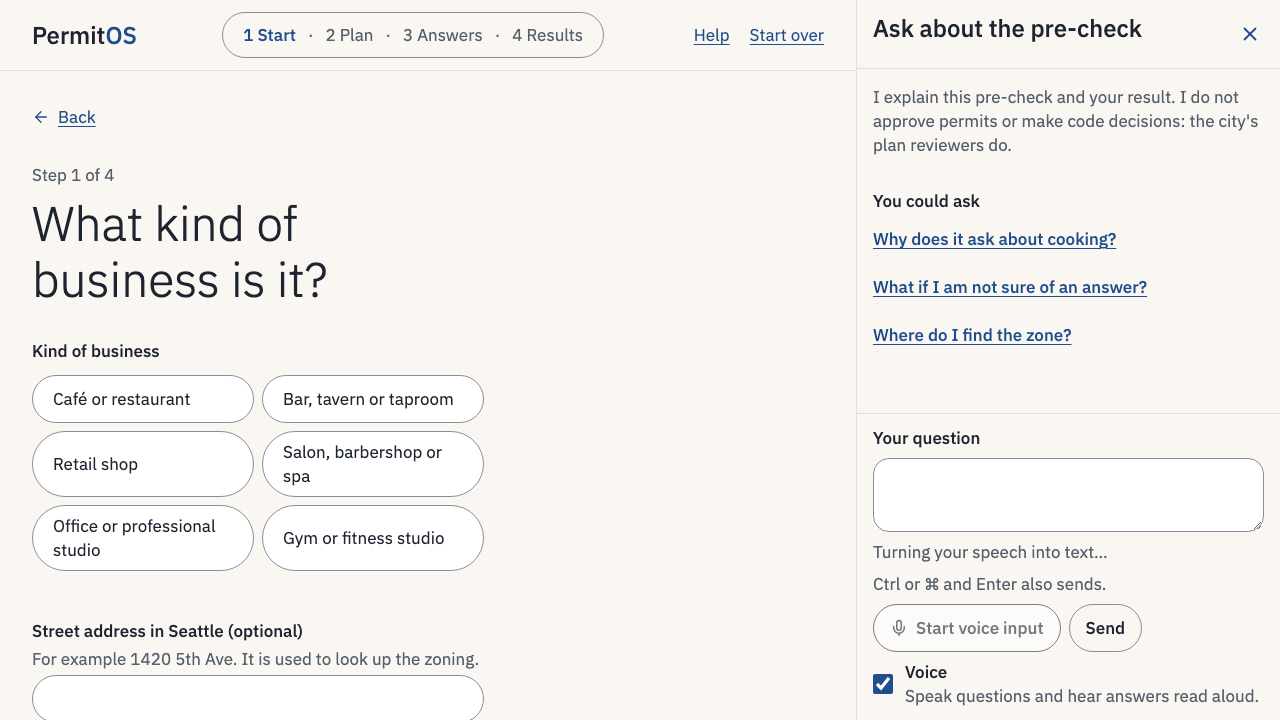 PermitOS
1 Start · 2 Plan · 3 Answers · 4 Results
Help
Start over
Back
Step 1 of 4
What kind of
business is it?
Kind of business
Café or restaurant
Bar, tavern or taproom
Retail shop
Salon, barbershop or
spa
Office or professional
studio
Gym or fitness studio
Street address in Seattle (optional)
For example 1420 5th Ave. It is used to look up the zoning.
Ask about the pre-check
I explain this pre-check and your result. I do not
approve permits or make code decisions: the city's
plan reviewers do.
You could ask
Why does it ask about cooking?
What if I am not sure of an answer?
Where do I find the zone?
Your question
Turning your speech into text…
Ctrl or ⌘ and Enter also sends.
Start voice input
Send
Voice
Speak questions and hear answers read aloud.